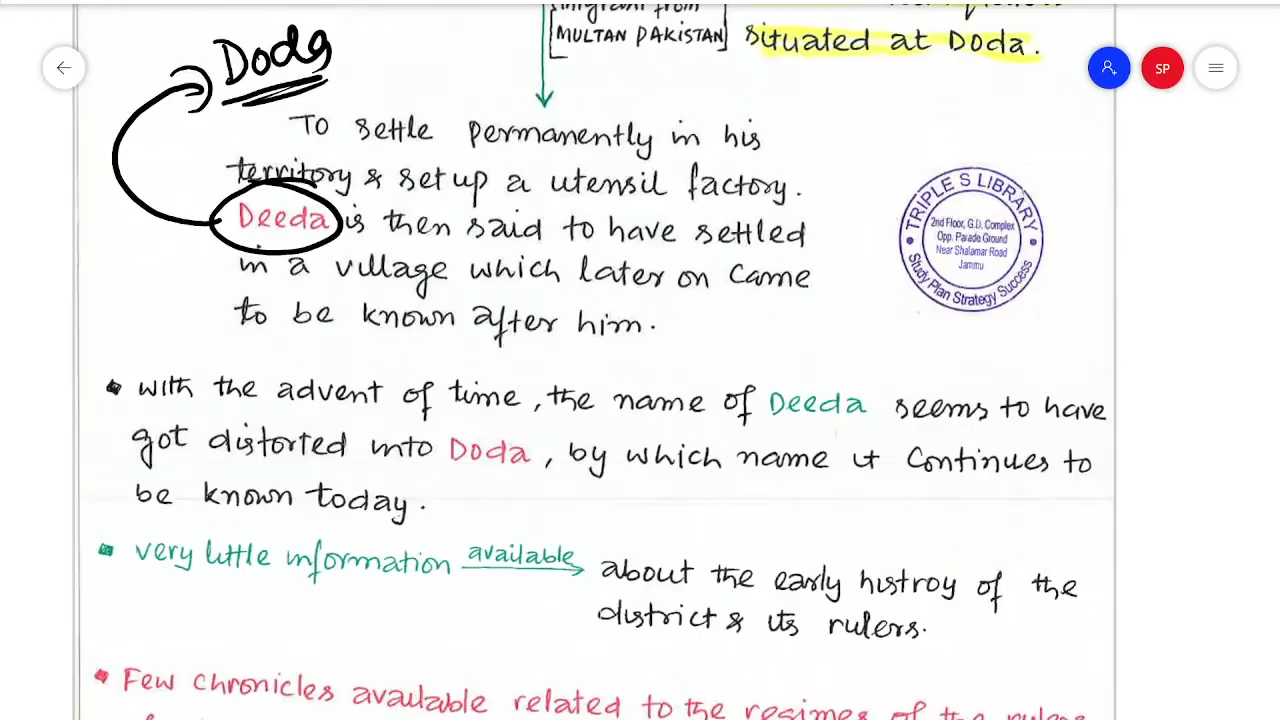 migrant from
MULTAN PAKISTAN
situated at Doda.
Doda
SP
To settle permanently in his
territory & setup a utensil factory.
Deeda is then said to have settled
in a village which later on came
to be known after him.
TRIPLE S LIBRARY
2nd Floor, G.D. Complex
Opp. Parade Ground
Near Shalamar Road
Jammu
Study Plan Strategy Success
with the advent of time, the name of Deeda seems to have
got distorted into Doda, by which name it continues to
be known today.
very little information available
about the early histroy of the
district & its rulers.
Few chronicles available related to the regimes of the rulers